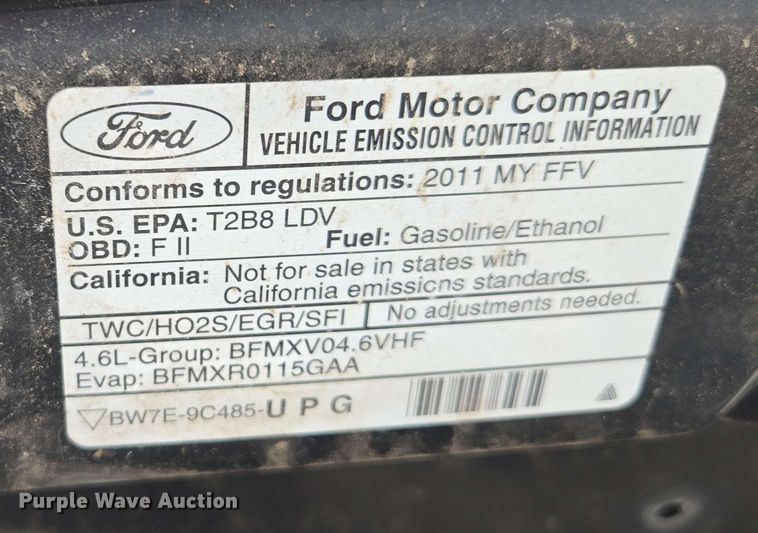 Ford
Ford Motor Company
VEHICLE EMISSION CONTROL INFORMATION
Conforms to regulations: 2011 MY FFV
U.S. EPA: T2B8 LDV
OBD: F II
Fuel: Gasoline/Ethanol
California: Not for sale in states with
California emissions standards.
TWC/HO2S/EGR/SFI
No adjustments needed.
4.6L-Group: BFMXV04.6VHF
Evap: BFMXR0115GAA
BW7E-9C485-U P G
Purple Wave Auction